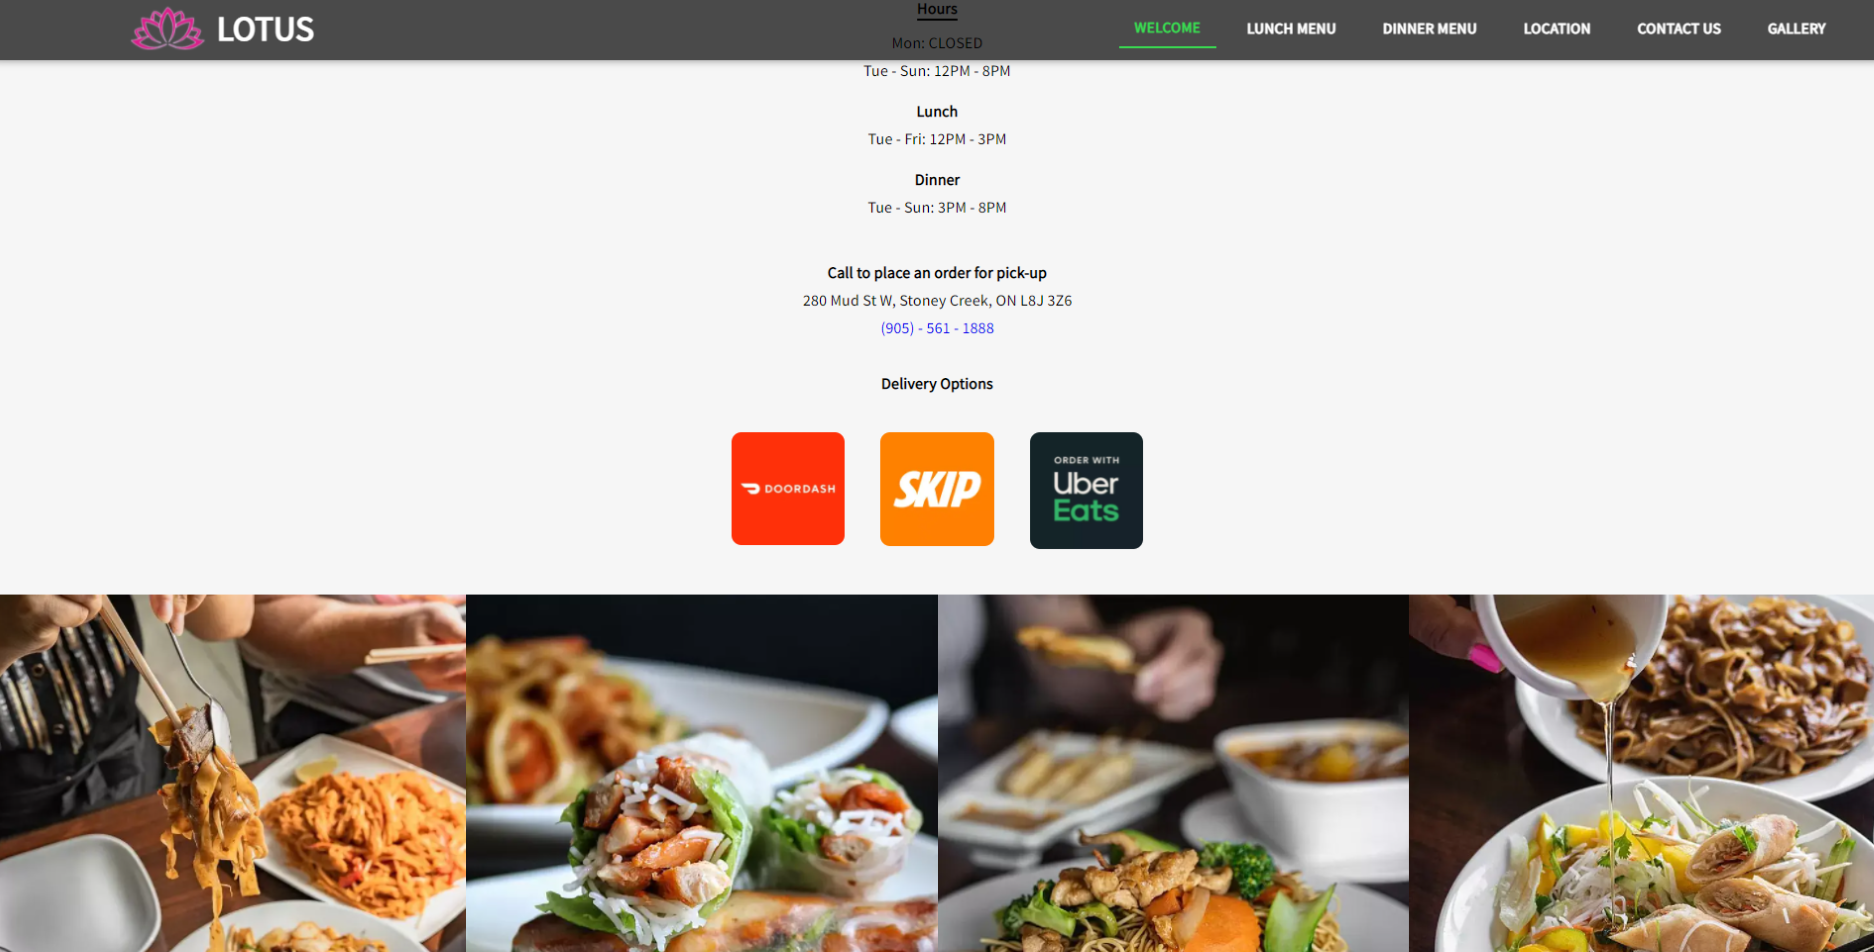 LOTUS
WELCOME
LUNCH MENU
DINNER MENU
LOCATION
CONTACT US
GALLERY
Hours
Mon: CLOSED
Tue - Sun: 12PM - 8PM
Lunch
Tue - Fri: 12PM - 3PM
Dinner
Tue - Sun: 3PM - 8PM
Call to place an order for pick-up
280 Mud St W, Stoney Creek, ON L8J 3Z6
(905) - 561 - 1888
Delivery Options
DOORDASH
SKIP
ORDER WITH
Uber
Eats